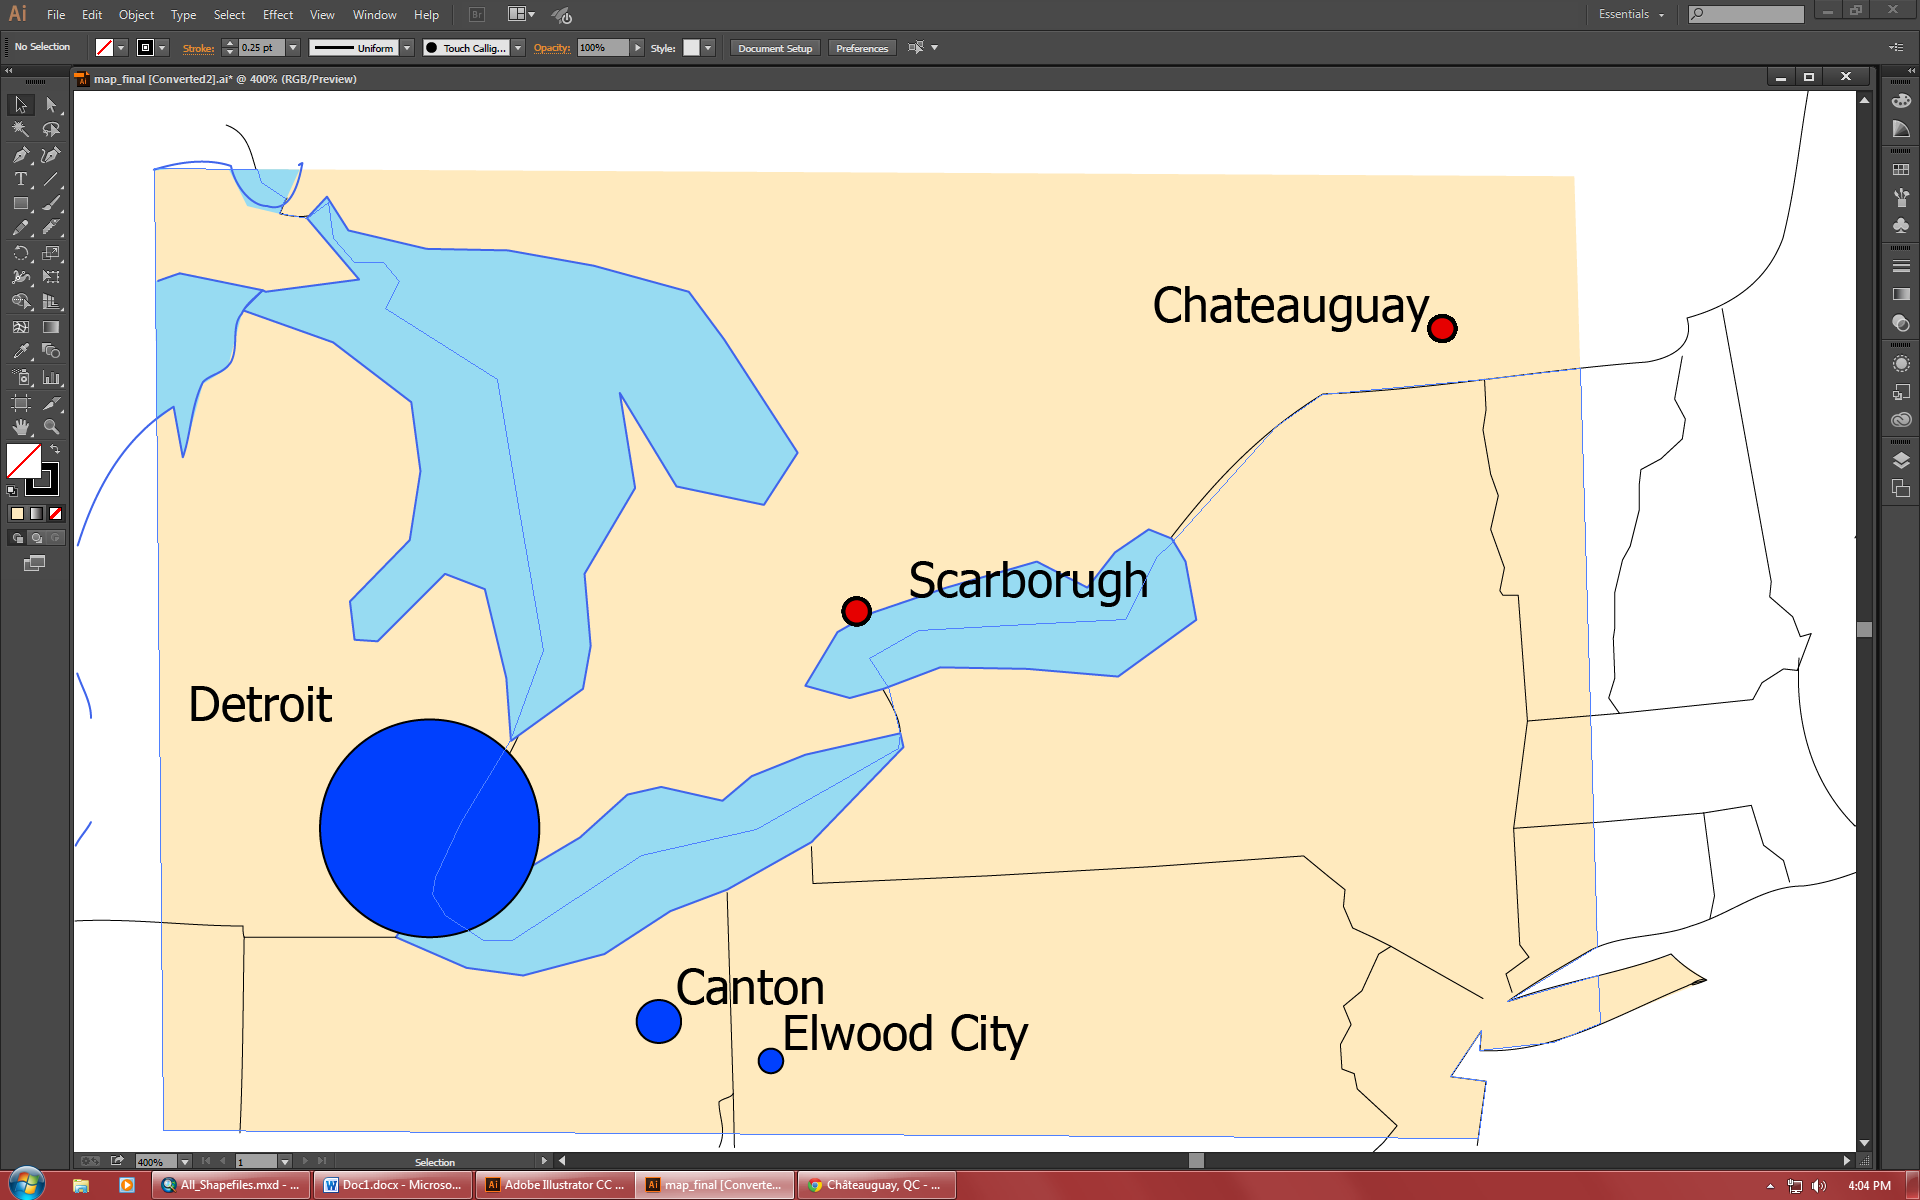 Ai File Edit Object Type Select Effect View Window Help Br Essentials
No Selection Stroke: 0.25 pt Uniform Touch Callig... Opacity: 100% Style: Document Setup Preferences
map_final [Converted2].ai* @ 400% (RGB/Preview)
Chateauguay
Scarborugh
Detroit
Canton
Elwood City
400% 1 Selection
All_Shapefiles.mxd - ... Doc1.docx - Microso... Adobe Illustrator CC ... map_final [Converte... Châteauguay, QC - ... 4:04 PM